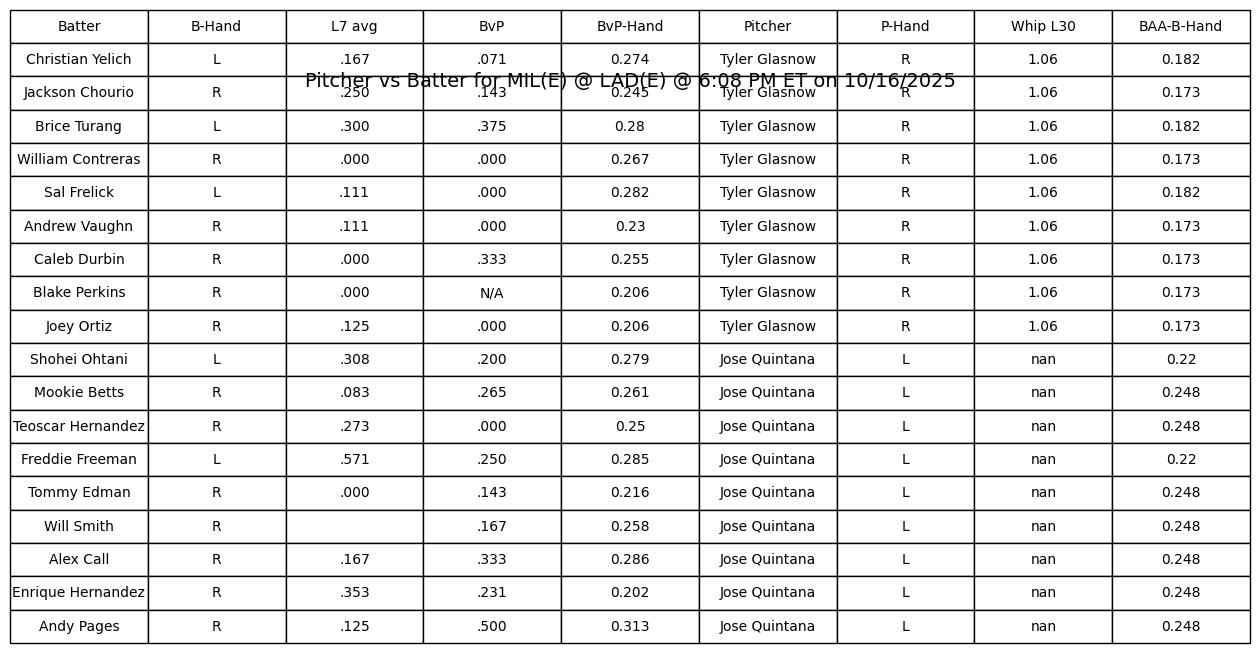 Batter B-Hand L7 avg BvP BvP-Hand Pitcher P-Hand Whip L30 BAA-B-Hand
Christian Yelich L .167 .071 0.274 Tyler Glasnow R 1.06 0.182
Pitcher vs Batter for MIL(E) @ LAD(E) @ 6:08 PM ET on 10/16/2025
Jackson Chourio R .250 .143 0.245 Tyler Glasnow R 1.06 0.173
Brice Turang L .300 .375 0.28 Tyler Glasnow R 1.06 0.182
William Contreras R .000 .000 0.267 Tyler Glasnow R 1.06 0.173
Sal Frelick L .111 .000 0.282 Tyler Glasnow R 1.06 0.182
Andrew Vaughn R .111 .000 0.23 Tyler Glasnow R 1.06 0.173
Caleb Durbin R .000 .333 0.255 Tyler Glasnow R 1.06 0.173
Blake Perkins R .000 N/A 0.206 Tyler Glasnow R 1.06 0.173
Joey Ortiz R .125 .000 0.206 Tyler Glasnow R 1.06 0.173
Shohei Ohtani L .308 .200 0.279 Jose Quintana L nan 0.22
Mookie Betts R .083 .265 0.261 Jose Quintana L nan 0.248
Teoscar Hernandez R .273 .000 0.25 Jose Quintana L nan 0.248
Freddie Freeman L .571 .250 0.285 Jose Quintana L nan 0.22
Tommy Edman R .000 .143 0.216 Jose Quintana L nan 0.248
Will Smith R .167 0.258 Jose Quintana L nan 0.248
Alex Call R .167 .333 0.286 Jose Quintana L nan 0.248
Enrique Hernandez R .353 .231 0.202 Jose Quintana L nan 0.248
Andy Pages R .125 .500 0.313 Jose Quintana L nan 0.248